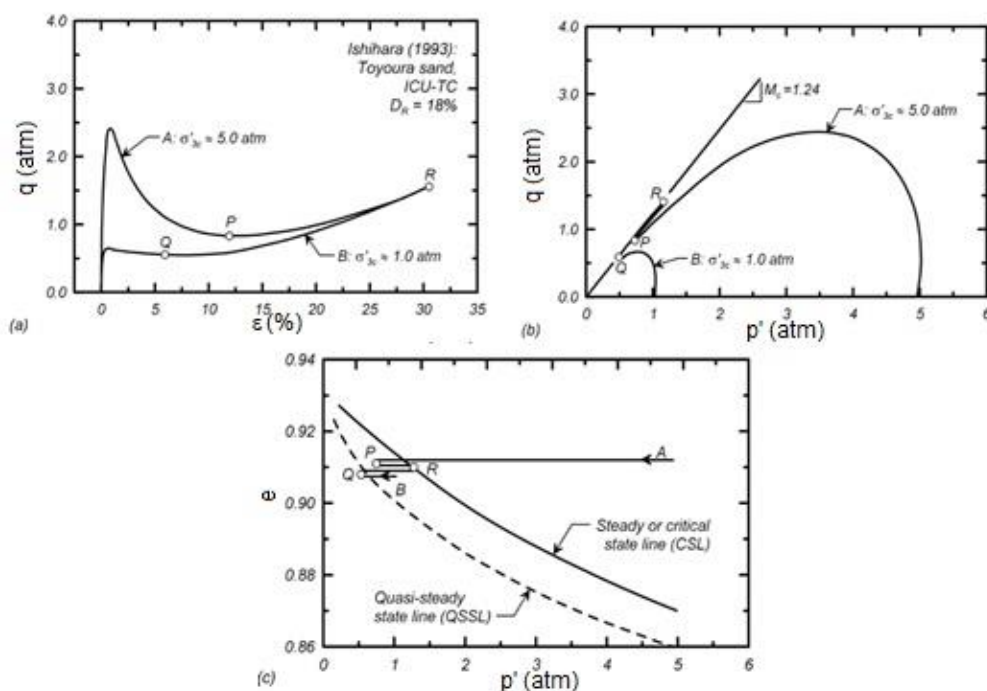 4.0
3.0
2.0
1.0
0.0
q (atm)
Ishihara (1993):
Toyoura sand,
ICU-TC
D_R = 18%
A: σ'3c ≈ 5.0 atm
P
Q
R
B: σ'3c ≈ 1.0 atm
0 5 10 15 20 25 30 35
ε (%)
(a)
4.0
3.0
2.0
1.0
0.0
q (atm)
M_c = 1.24
A: σ'3c ≈ 5.0 atm
R
P
Q
B: σ'3c ≈ 1.0 atm
0 1 2 3 4 5 6
p' (atm)
(b)
0.94
0.92
0.90
0.88
0.86
e
P
A
Q
R
B
Steady or critical
state line (CSL)
Quasi-steady
state line (QSSL)
0 1 2 3 4 5 6
p' (atm)
(c)